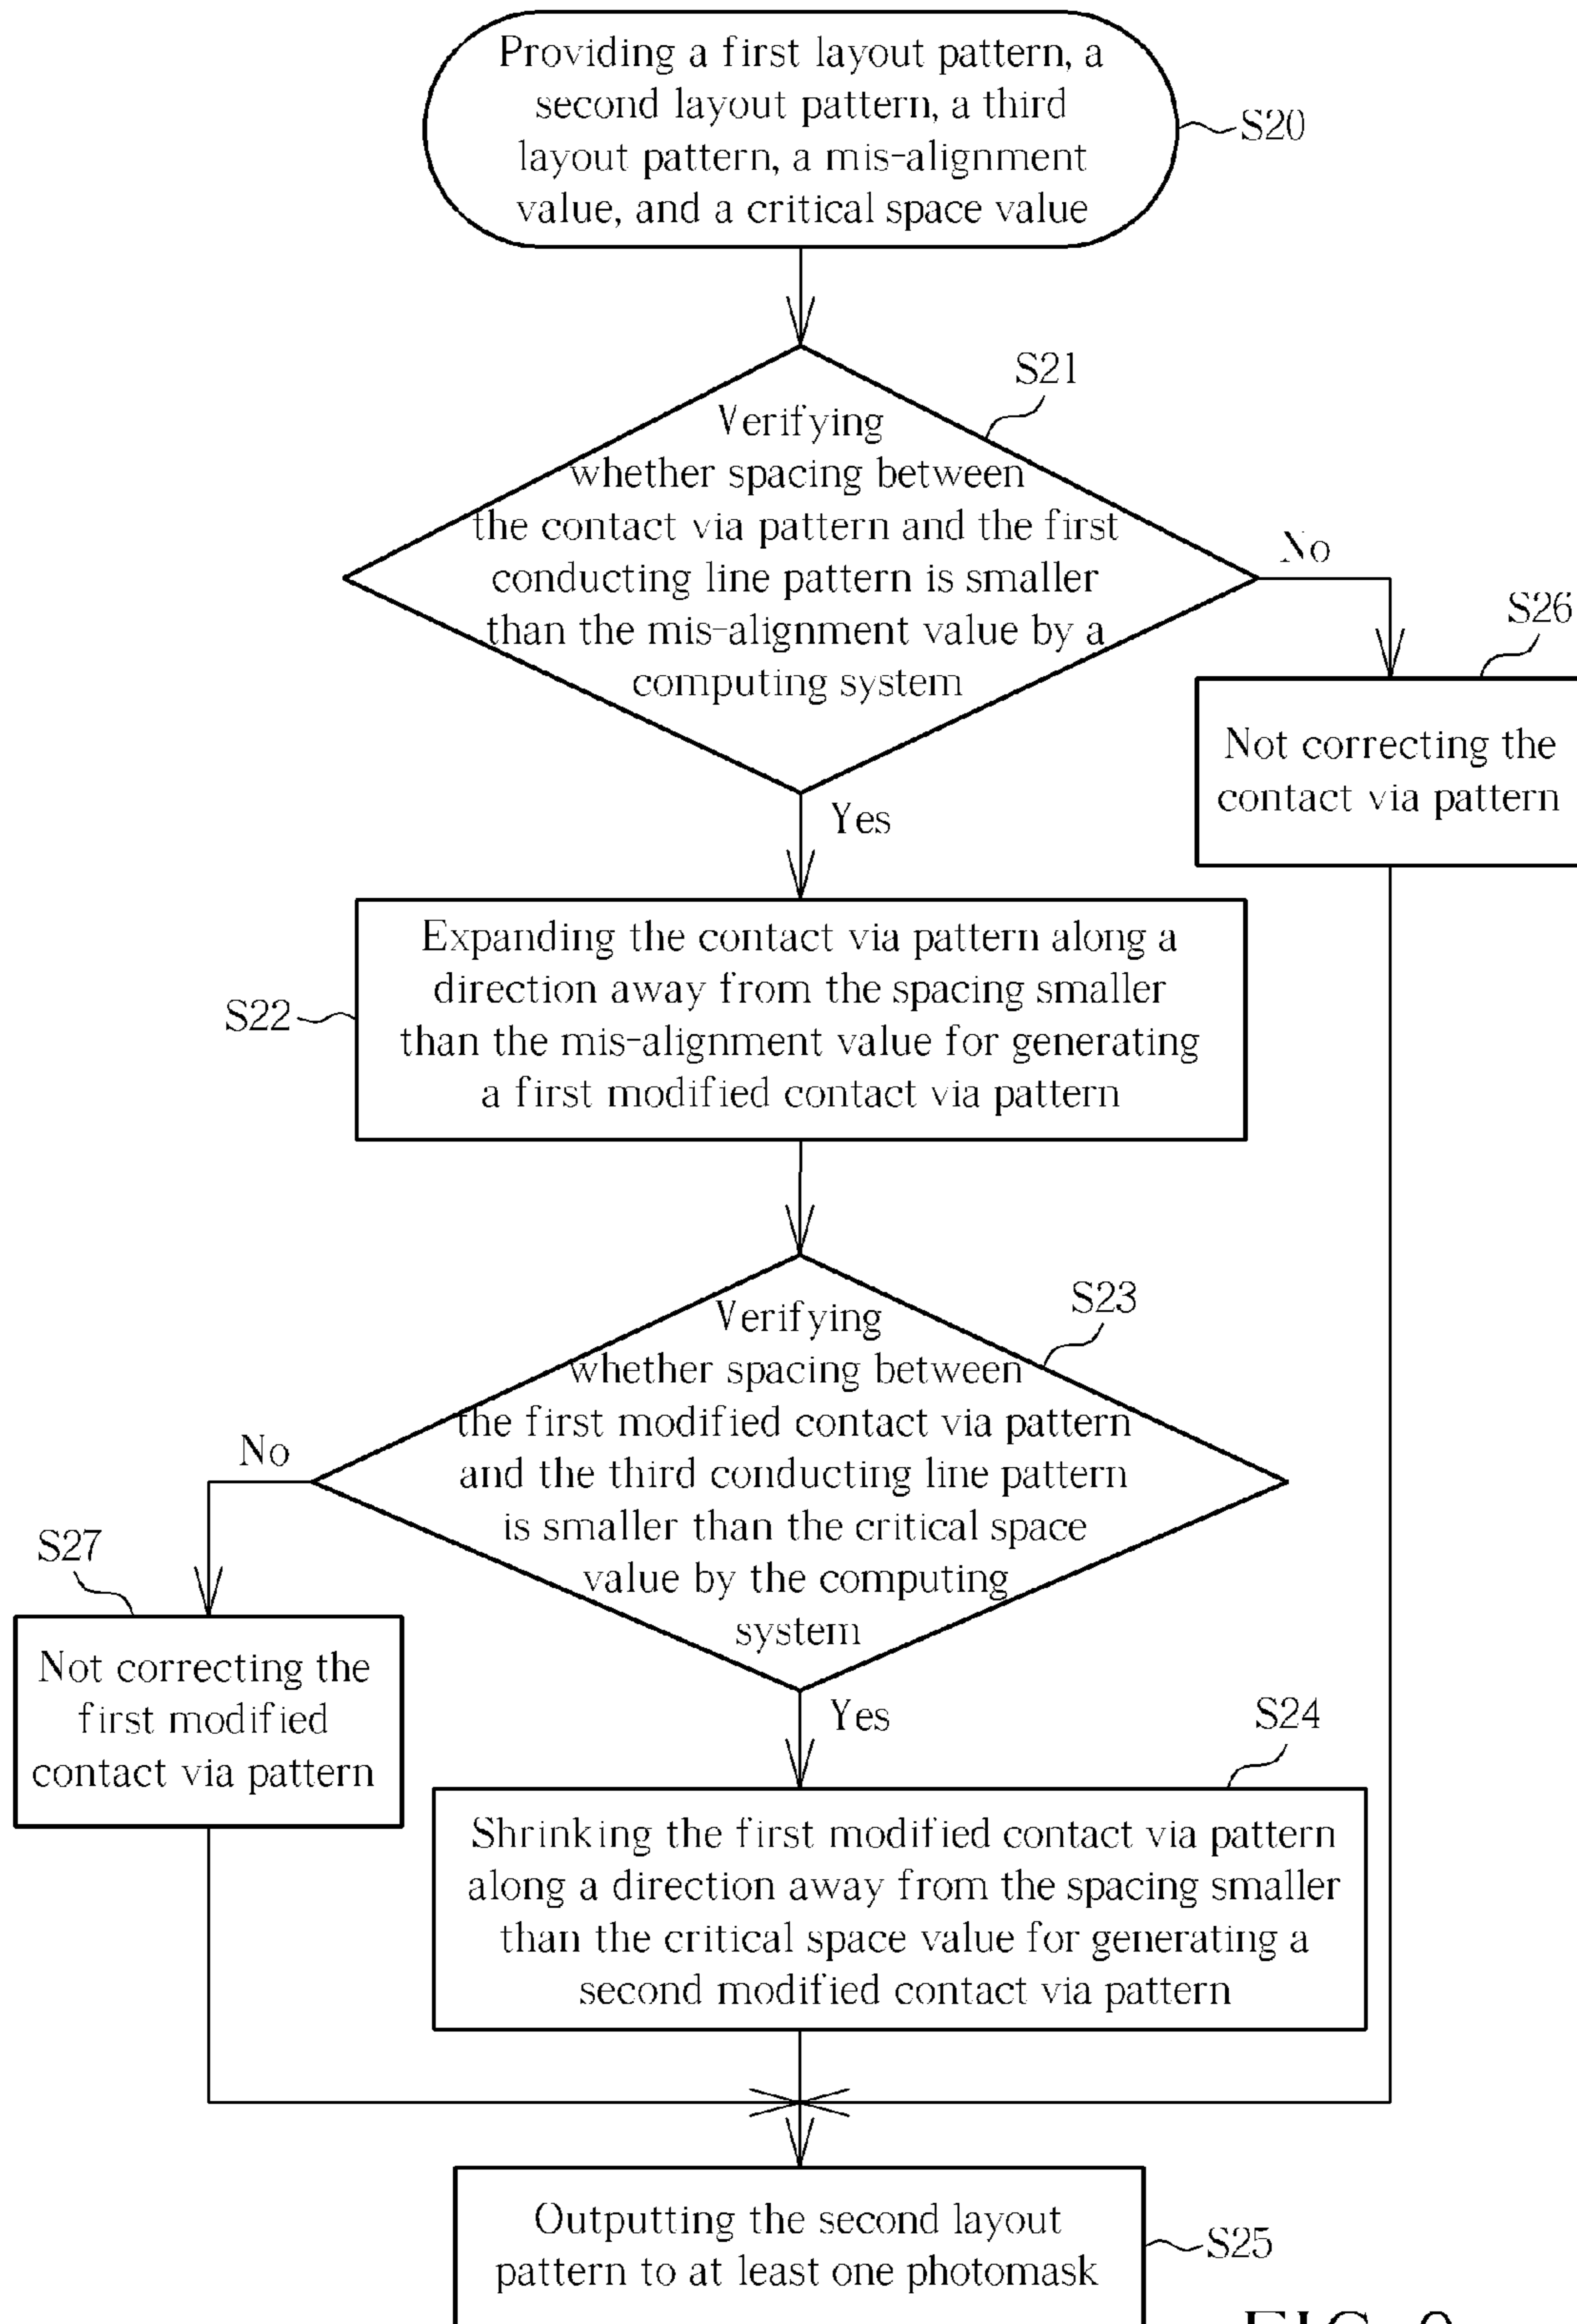 Providing a first layout pattern, a
second layout pattern, a third
layout pattern, a mis-alignment
value, and a critical space value
S20
S21
Verifying
whether spacing between
the contact via pattern and the first
conducting line pattern is smaller
than the mis-alignment value by a
computing system
No
S26
Not correcting the
contact via pattern
Yes
S22
Expanding the contact via pattern along a
direction away from the spacing smaller
than the mis-alignment value for generating
a first modified contact via pattern
S23
Verifying
whether spacing between
the first modified contact via pattern
and the third conducting line pattern
is smaller than the critical space
value by the computing
system
No
S27
Not correcting the
first modified
contact via pattern
Yes
S24
Shrinking the first modified contact via pattern
along a direction away from the spacing smaller
than the critical space value for generating a
second modified contact via pattern
Outputting the second layout
pattern to at least one photomask
S25